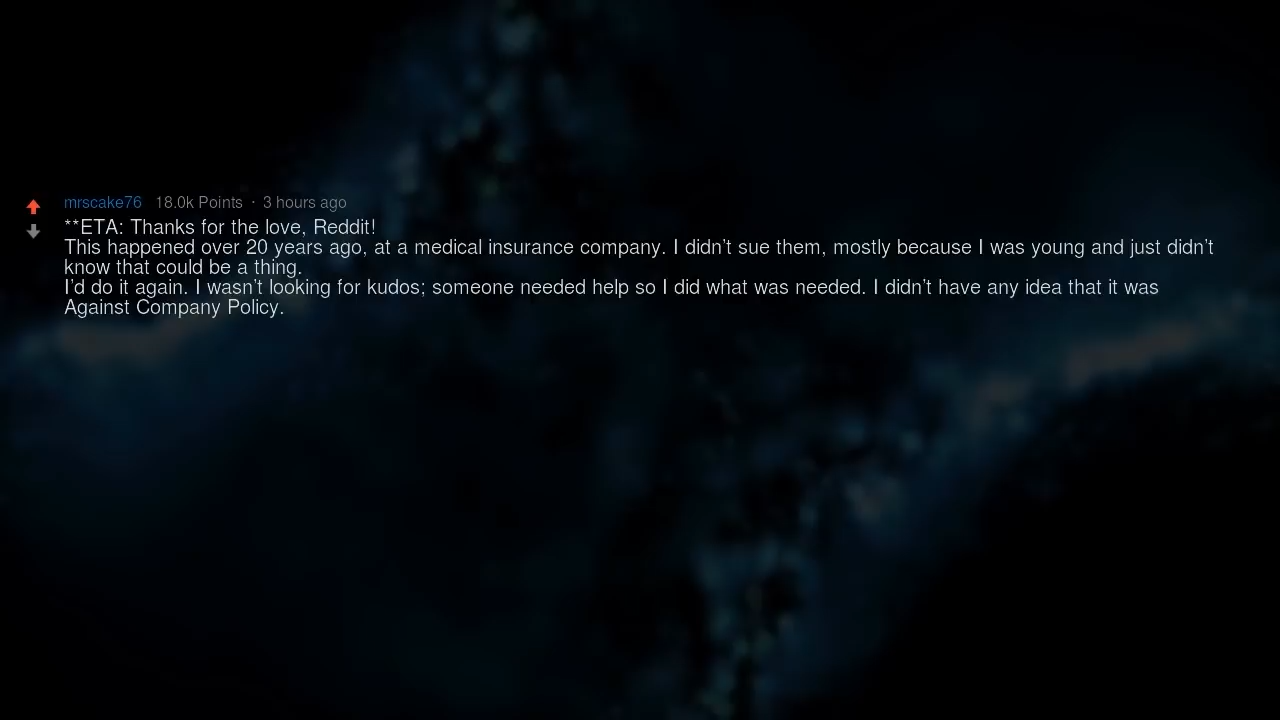 mrscake76 18.0k Points · 3 hours ago
**ETA: Thanks for the love, Reddit!
This happened over 20 years ago, at a medical insurance company. I didn't sue them, mostly because I was young and just didn't
know that could be a thing.
I'd do it again. I wasn't looking for kudos; someone needed help so I did what was needed. I didn't have any idea that it was
Against Company Policy.